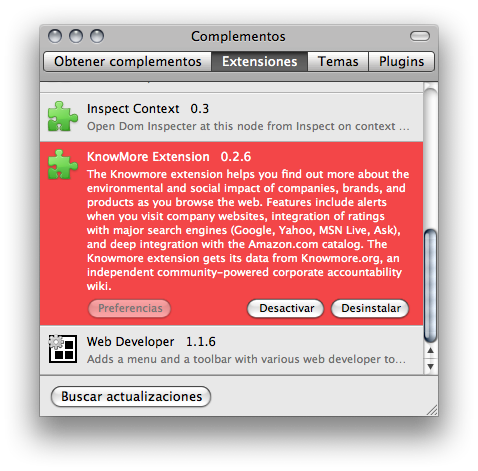 Complementos
Obtener complementos Extensiones Temas Plugins
Inspect Context 0.3
Open Dom Inspecter at this node from Inspect on context ...
KnowMore Extension 0.2.6
The Knowmore extension helps you find out more about the
environmental and social impact of companies, brands, and
products as you browse the web. Features include alerts
when you visit company websites, integration of ratings
with major search engines (Google, Yahoo, MSN Live, Ask),
and deep integration with the Amazon.com catalog. The
Knowmore extension gets its data from Knowmore.org, an
independent community-powered corporate accountability
wiki.
Preferencias Desactivar Desinstalar
Web Developer 1.1.6
Adds a menu and a toolbar with various web developer to...
Buscar actualizaciones